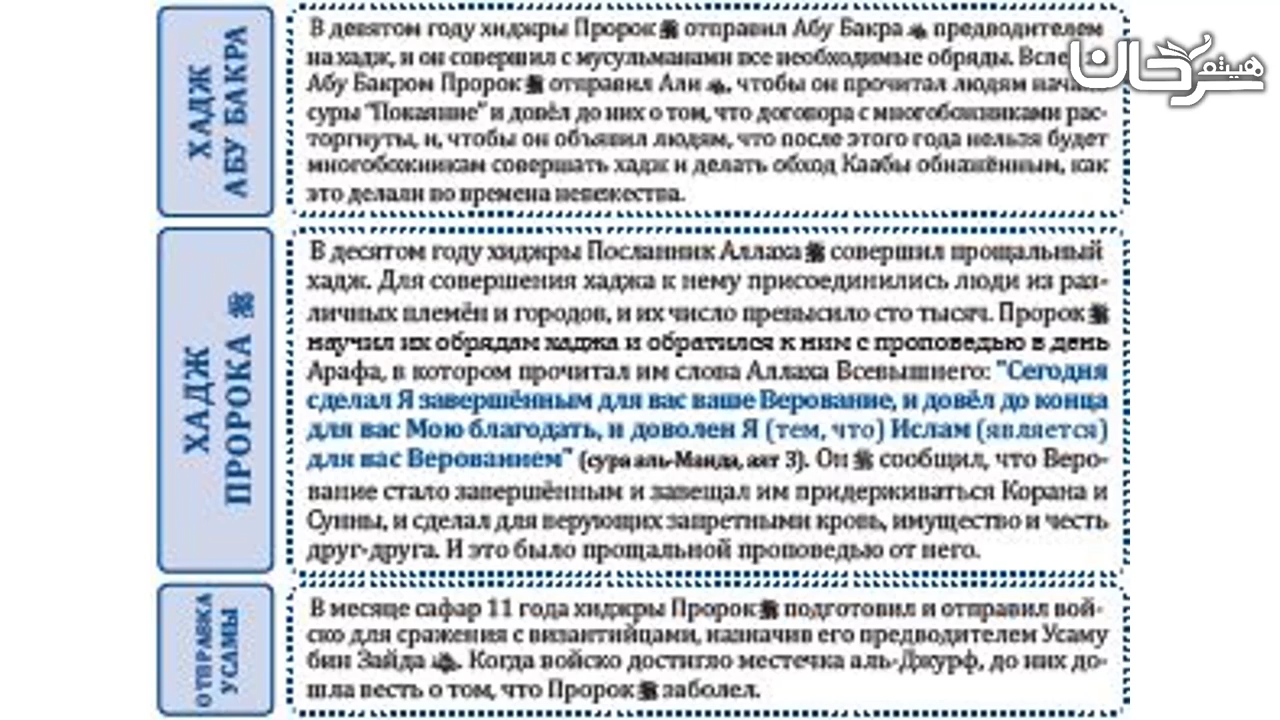 ХАДЖ
АБУ БАКРА
В девятом году хиджры Пророк ﷺ отправил Абу Бакра предводителем
на хадж, и он совершил с мусульманами все необходимые обряды. Вслед
Абу Бакром Пророк ﷺ отправил Али , чтобы он прочитал людям начало
суры “Покаяние” и довёл до них о том, что договора с многобожниками рас-
торгнуты, и, чтобы он объявил людям, что после этого года нельзя будет
многобожникам совершать хадж и делать обход Каабы обнажённым, как
это делали во времена невежества.
ХАДЖ
ПРОРОКА ﷺ
В десятом году хиджры Посланник Аллаха ﷺ совершил прощальный
хадж. Для совершения хаджа к нему присоединились люди из раз-
личных племён и городов, и их число превысило сто тысяч. Пророк ﷺ
научил их обрядам хаджа и обратился к ним с проповедью в день
Арафа, в котором прочитал им слова Аллаха Всевышнего: "Сегодня
сделал Я завершённым для вас ваше Верование, и довёл до конца
для вас Мою благодать, и доволен Я (тем, что) Ислам (является)
для вас Верованием" (сура аль-Маида, аят 3). Он ﷺ сообщил, что Веро-
вание стало завершённым и завещал им придерживаться Корана и
Сунны, и сделал для верующих запретными кровь, имущество и честь
друг-друга. И это было прощальной проповедью от него.
ОТПРАВКА
УСАМЫ
В месяце сафар 11 года хиджры Пророк ﷺ подготовил и отправил вой-
ско для сражения с византийцами, назначив его предводителем Усаму
бин Зайда . Когда войско достигло местечка аль-Джурф, до них до-
шла весть о том, что Пророк ﷺ заболел.